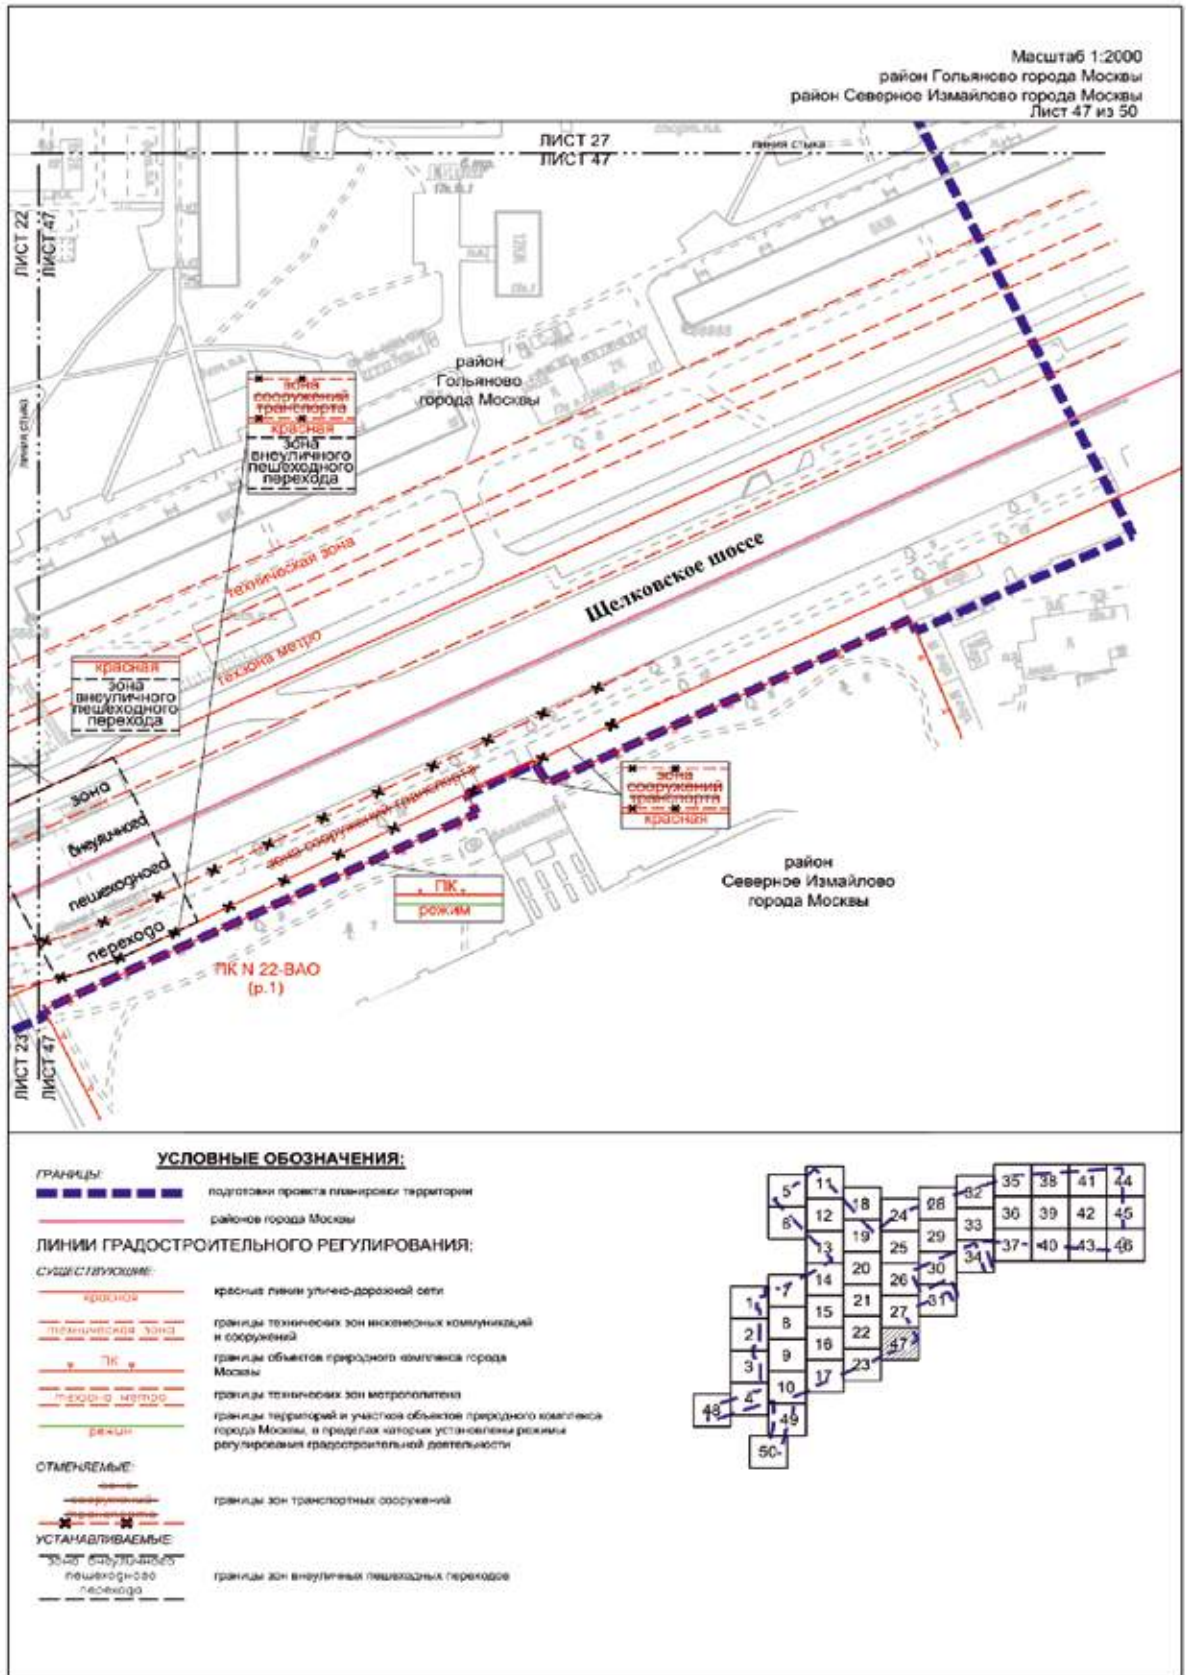 Масштаб 1:2000
район Гольяново города Москвы
район Северное Измайлово города Москвы
Лист 47 из 50
ЛИСТ 27
ЛИСТ 47
линия стыка
ЛИСТ 22
ЛИСТ 47
линия стыка
12КЖ
район
Гольяново
города Москвы
зона
сооружений
транспорта
красная
зона
внеуличного
пешеходного
перехода
техническая зона
техзона метро
Щелковское шоссе
красная
зона
внеуличного
пешеходного
перехода
зона
внеуличного
пешеходного
перехода
зона сооружений транспорта
зона
сооружений
транспорта
красная
ПК
режим
район
Северное Измайлово
города Москвы
ПК N 22-ВАО
(р.1)
ЛИСТ 23
ЛИСТ 47
УСЛОВНЫЕ ОБОЗНАЧЕНИЯ:
ГРАНИЦЫ:
подготовки проекта планировки территории
районов города Москвы
ЛИНИИ ГРАДОСТРОИТЕЛЬНОГО РЕГУЛИРОВАНИЯ:
СУЩЕСТВУЮЩИЕ:
красная
красные линии улично-дорожной сети
техническая зона
границы технических зон инженерных коммуникаций
и сооружений
ПК
границы объектов природного комплекса города
Москвы
техзона метро
границы технических зон метрополитена
режим
границы территорий и участков объектов природного комплекса
города Москвы, в пределах которых установлены режимы
регулирования градостроительной деятельности
ОТМЕНЯЕМЫЕ:
зона
сооружений
транспорта
границы зон транспортных сооружений
УСТАНАВЛИВАЕМЫЕ:
зона внеуличного
пешеходного
перехода
границы зон внеуличных пешеходных переходов
5 11 18 24 28 32 35 38 41 44
6 12 19 25 29 33 36 39 42 45
13 20 26 30 34 37 40 43 46
1 7 14 21 27 31
2 8 15 22 47
3 9 16 23
48 4 10 17
49
50